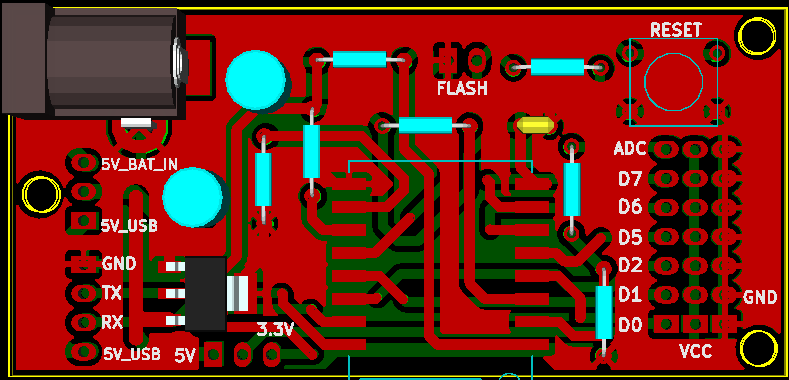 RESET
FLASH
ADC
5V_BAT_IN
D7
D6
5V_USB
D5
GND
D2
TX
D1
GND
RX
3.3V
D0
5V_USB
5V
VCC